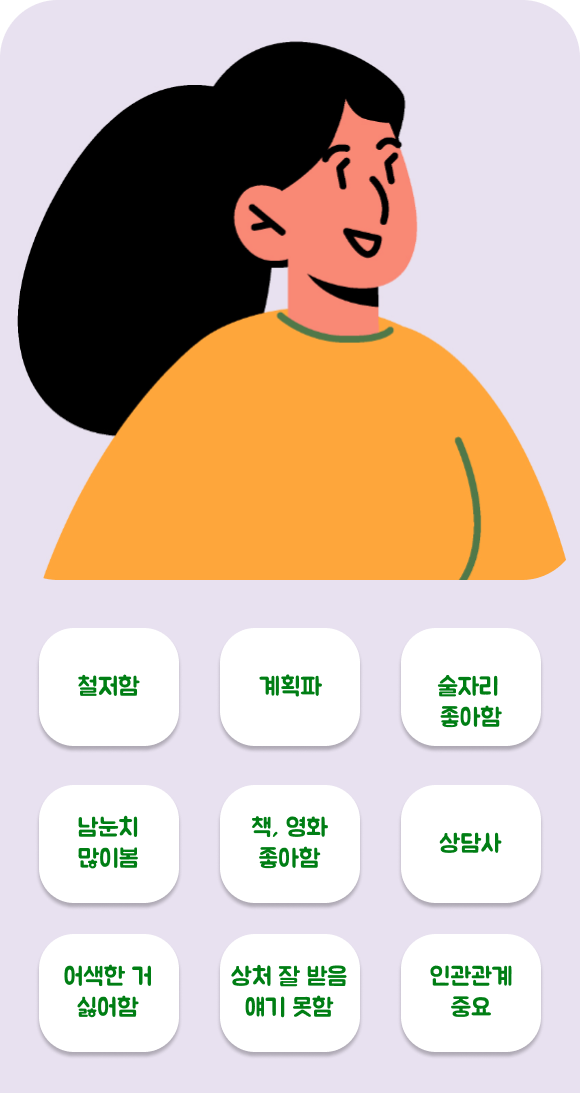 철저함
계획파
술자리
좋아함
남눈치
많이봄
책, 영화
좋아함
상담사
어색한 거
싫어함
상처 잘 받음
얘기 못함
인관관계
중요